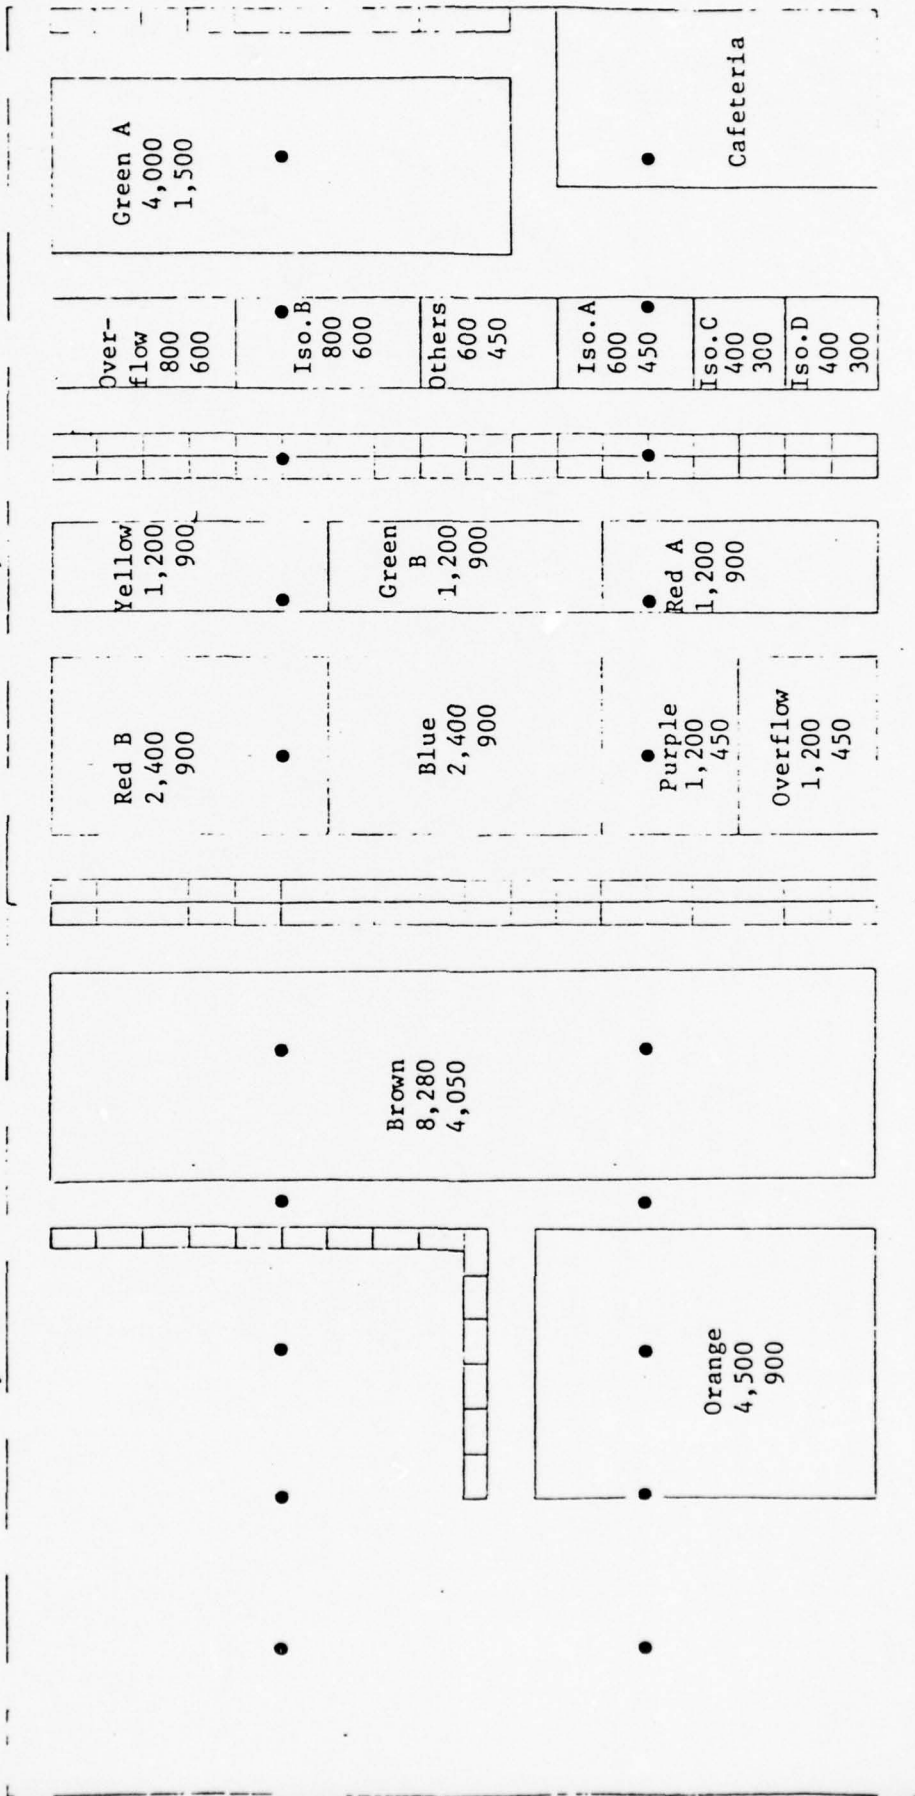 Green A
4,000
1,500
Cafeteria
Over-
flow
800
600
Iso.B
800
600
Others
600
450
Iso.A
600
450
Iso.C
400
300
Iso.D
400
300
Yellow
1,200
900
Green
B
1,200
900
Red A
1,200
900
Red B
2,400
900
Blue
2,400
900
Purple
1,200
450
Overflow
1,200
450
Brown
8,280
4,050
Orange
4,500
900